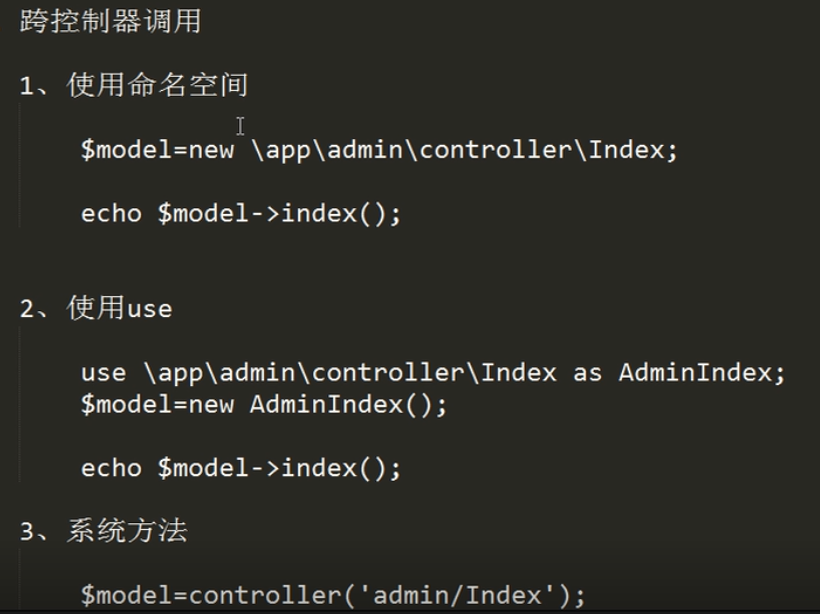 跨控制器调用
1、使用命名空间
$model=new \app\admin\controller\Index;
echo $model->index();
2、使用use
use \app\admin\controller\Index as AdminIndex;
$model=new AdminIndex();
echo $model->index();
3、系统方法
$model=controller('admin/Index');